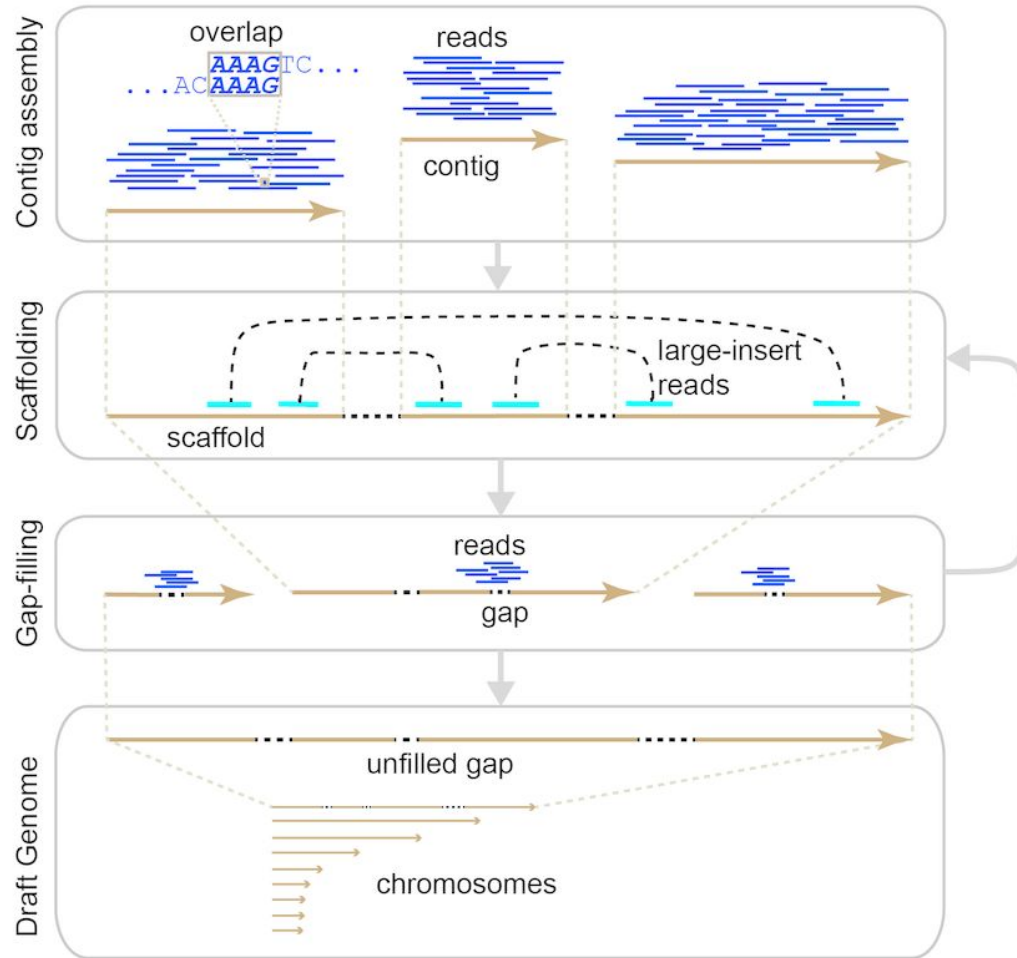 Contig assembly
overlap
AAAGTC...
...ACAAAG
reads
contig
Scaffolding
large-insert
reads
scaffold
Gap-filling
reads
gap
Draft Genome
unfilled gap
chromosomes